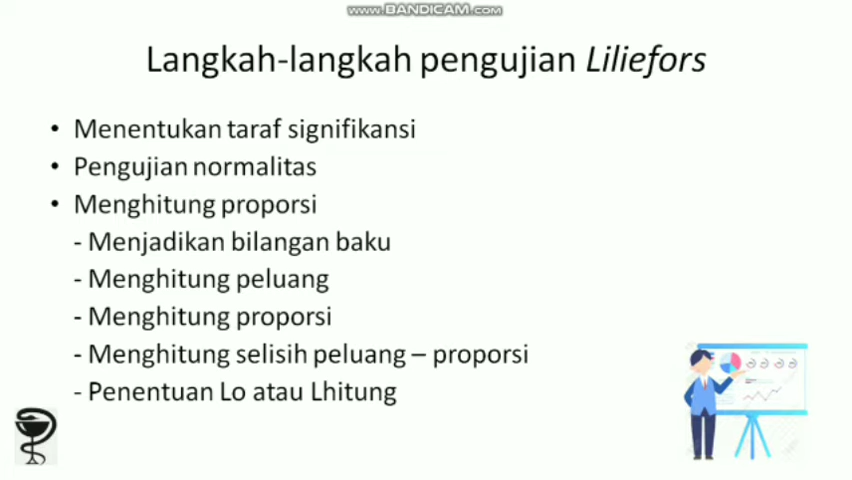 www.BANDICAM.com
Langkah-langkah pengujian Liliefors
• Menentukan taraf signifikansi
• Pengujian normalitas
• Menghitung proporsi
- Menjadikan bilangan baku
- Menghitung peluang
- Menghitung proporsi
- Menghitung selisih peluang – proporsi
- Penentuan Lo atau Lhitung